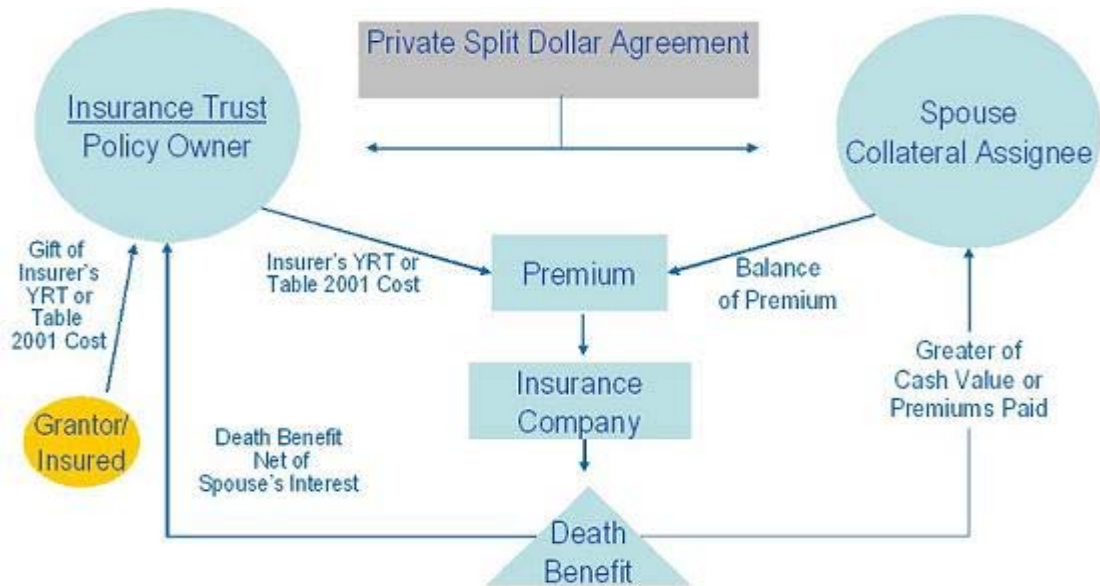 Private Split Dollar Agreement
Insurance Trust
Policy Owner
Spouse
Collateral Assignee
Gift of
Insurer's
YRT or
Table
2001 Cost
Insurer's YRT or
Table 2001 Cost
Premium
Balance
of Premium
Insurance
Company
Greater of
Cash Value or
Premiums Paid
Grantor/
Insured
Death Benefit
Net of
Spouse's Interest
Death
Benefit